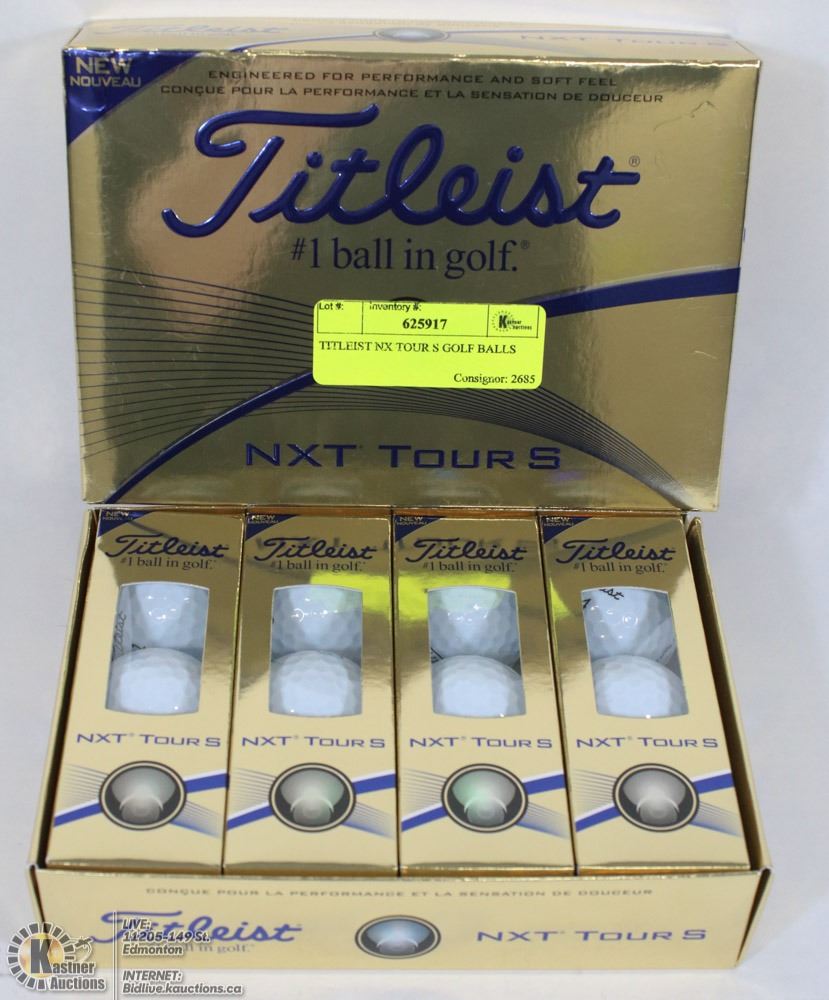 Titleist NXT TOUR S
NEW
NOUVEAU
ENGINEERED FOR PERFORMANCE AND SOFT FEEL
CONÇUE POUR LA PERFORMANCE ET LA SENSATION DE DOUCEUR
Titleist®
#1 ball in golf.®
Lot #: Inventory #:
625917
Kastner Auctions
TITLEIST NX TOUR S GOLF BALLS
Consignor: 2685
NXT® TOUR S
NEW NEW NEW NEW
NOUVEAU NOUVEAU NOUVEAU NOUVEAU
Titleist Titleist Titleist Titleist
#1 ball in golf.® #1 ball in golf.® #1 ball in golf.® #1 ball in golf.®
NXT® TOUR S NXT® TOUR S NXT® TOUR S NXT® TOUR S
CONÇUE POUR LA PERFORMANCE ET LA SENSATION DE DOUCEUR
Titleist NXT® TOUR S
ball in golf.®
Kastner
Auctions
LIVE:
11205-149 St.
Edmonton
INTERNET:
Bidlive.kauctions.ca